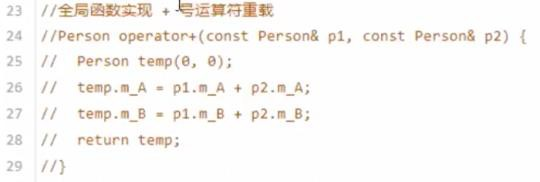 23 //全局函数实现 + 号运算符重载
24 //Person operator+(const Person& p1, const Person& p2) {
25 //  Person temp(0, 0);
26 //  temp.m_A = p1.m_A + p2.m_A;
27 //  temp.m_B = p1.m_B + p2.m_B;
28 //  return temp;
29 //}